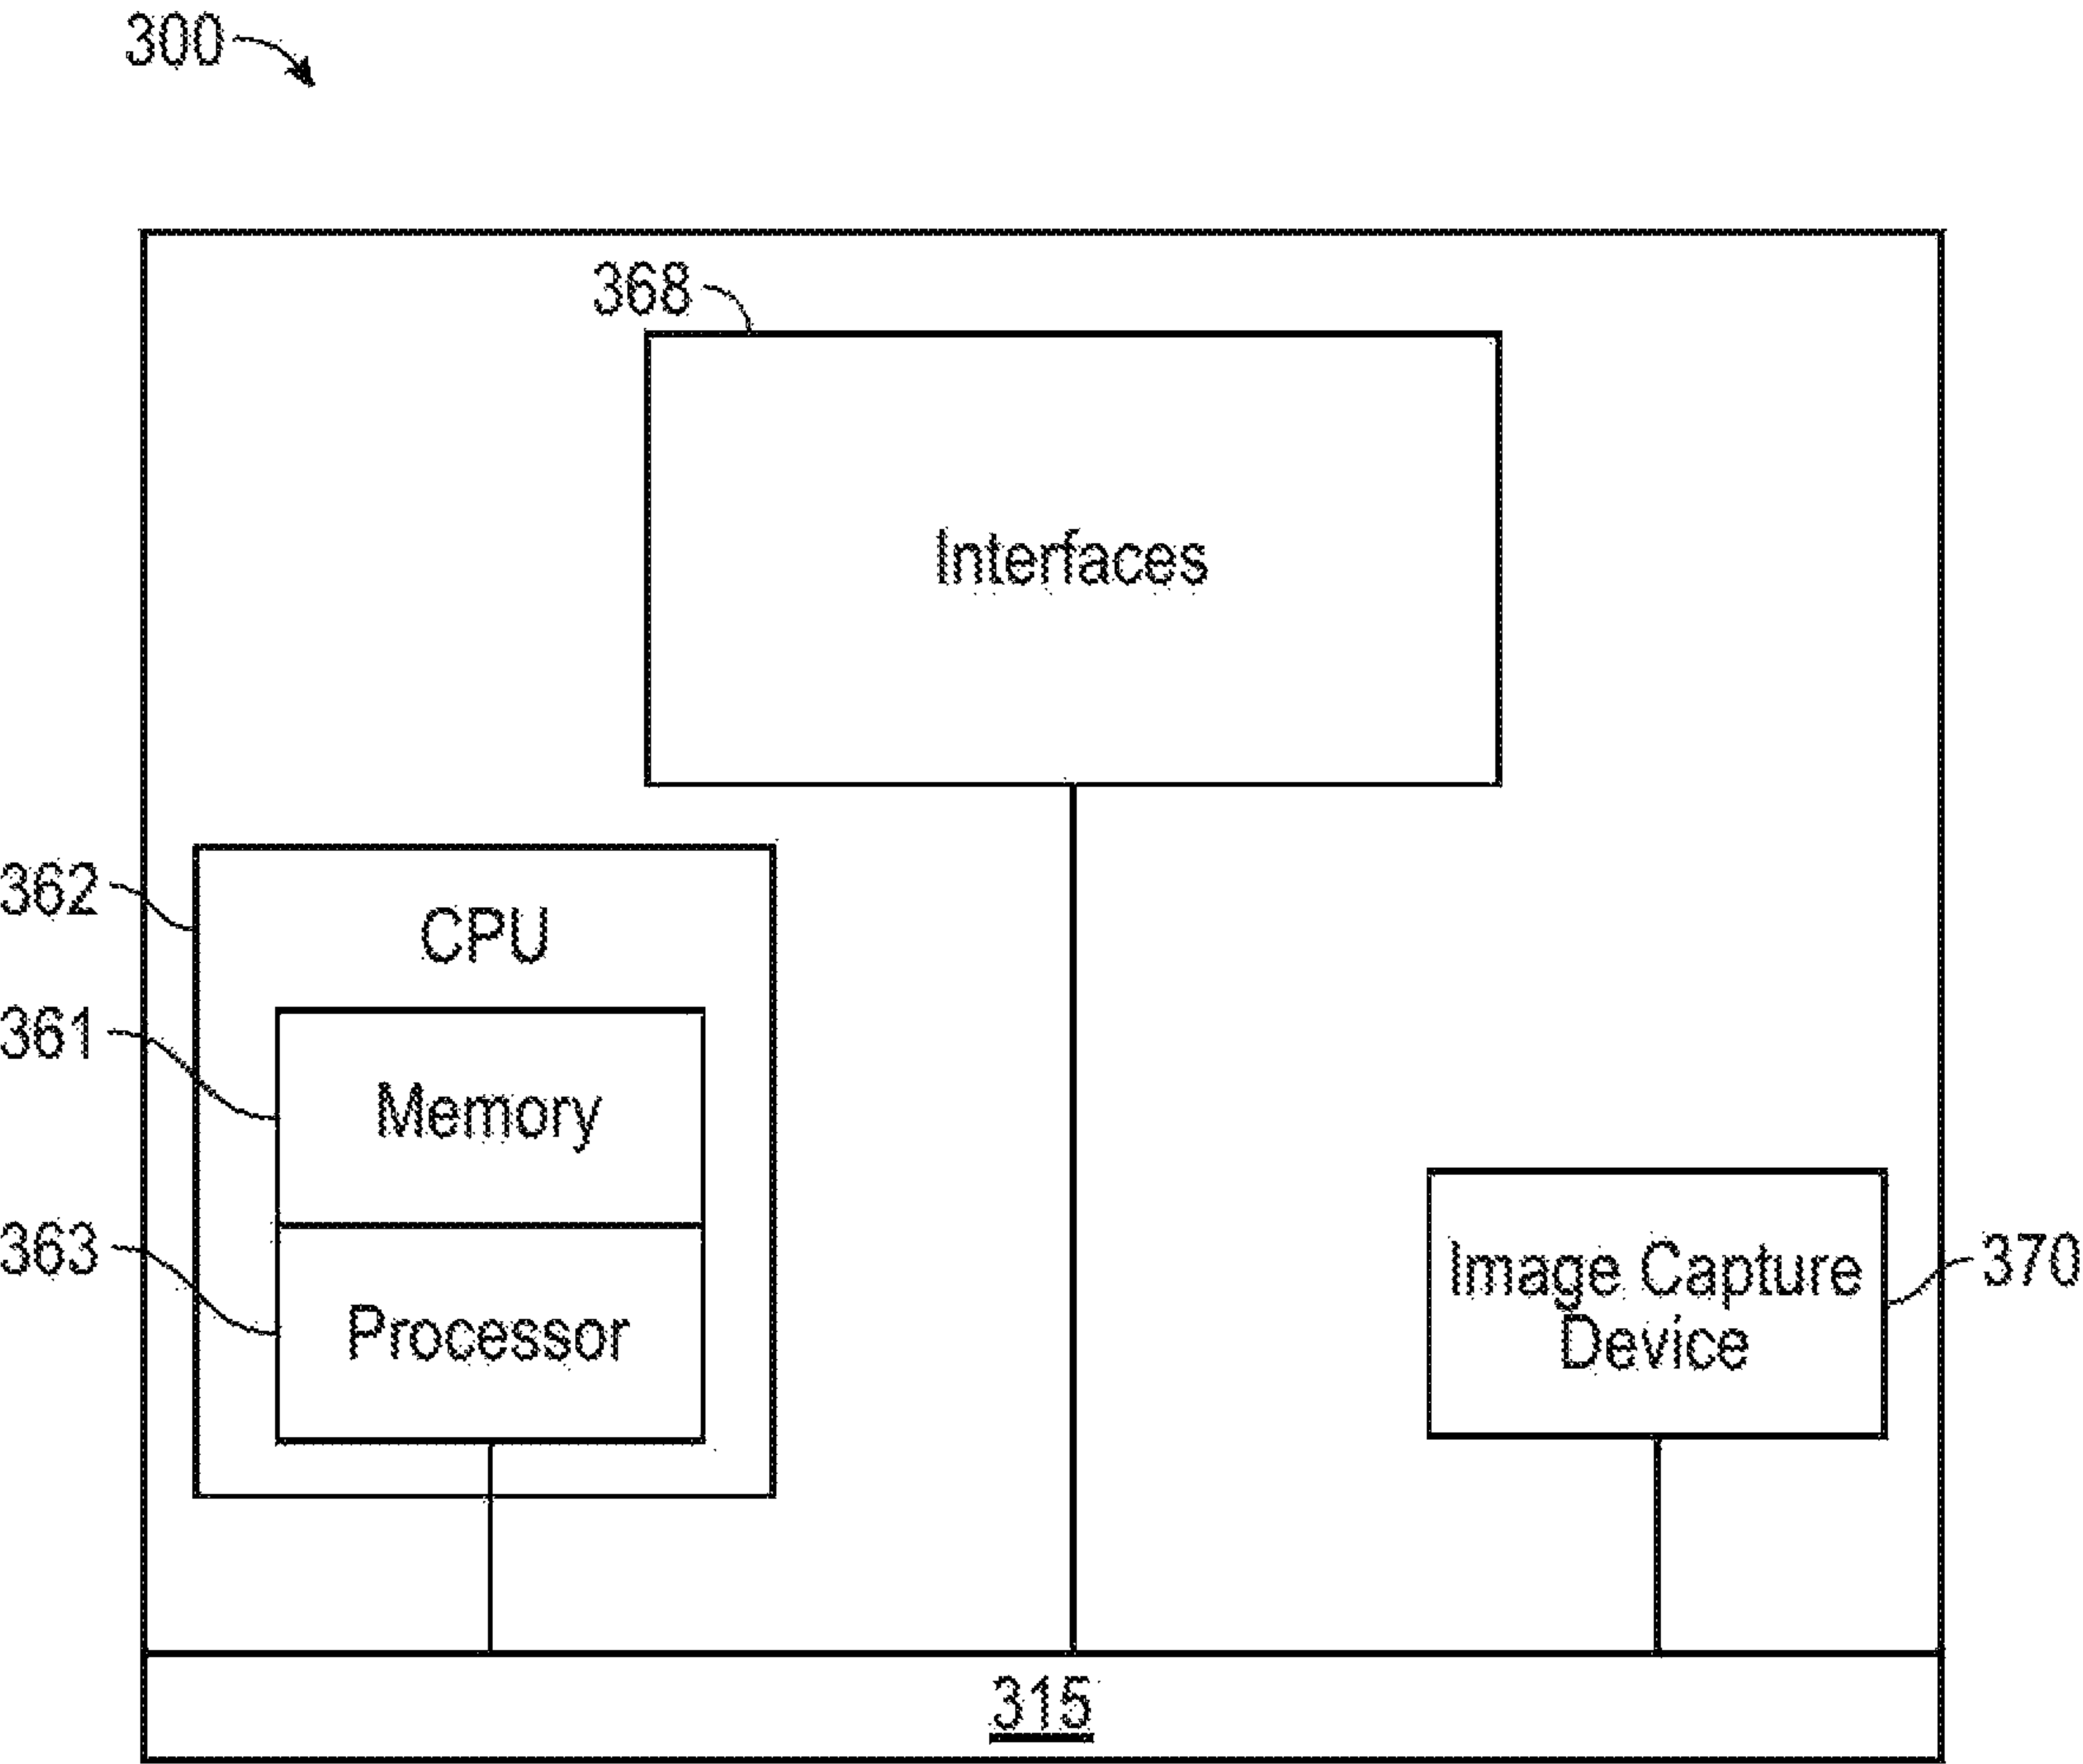 300
368
Interfaces
362
CPU
361
Memory
363
Processor
Image Capture
Device
370
315